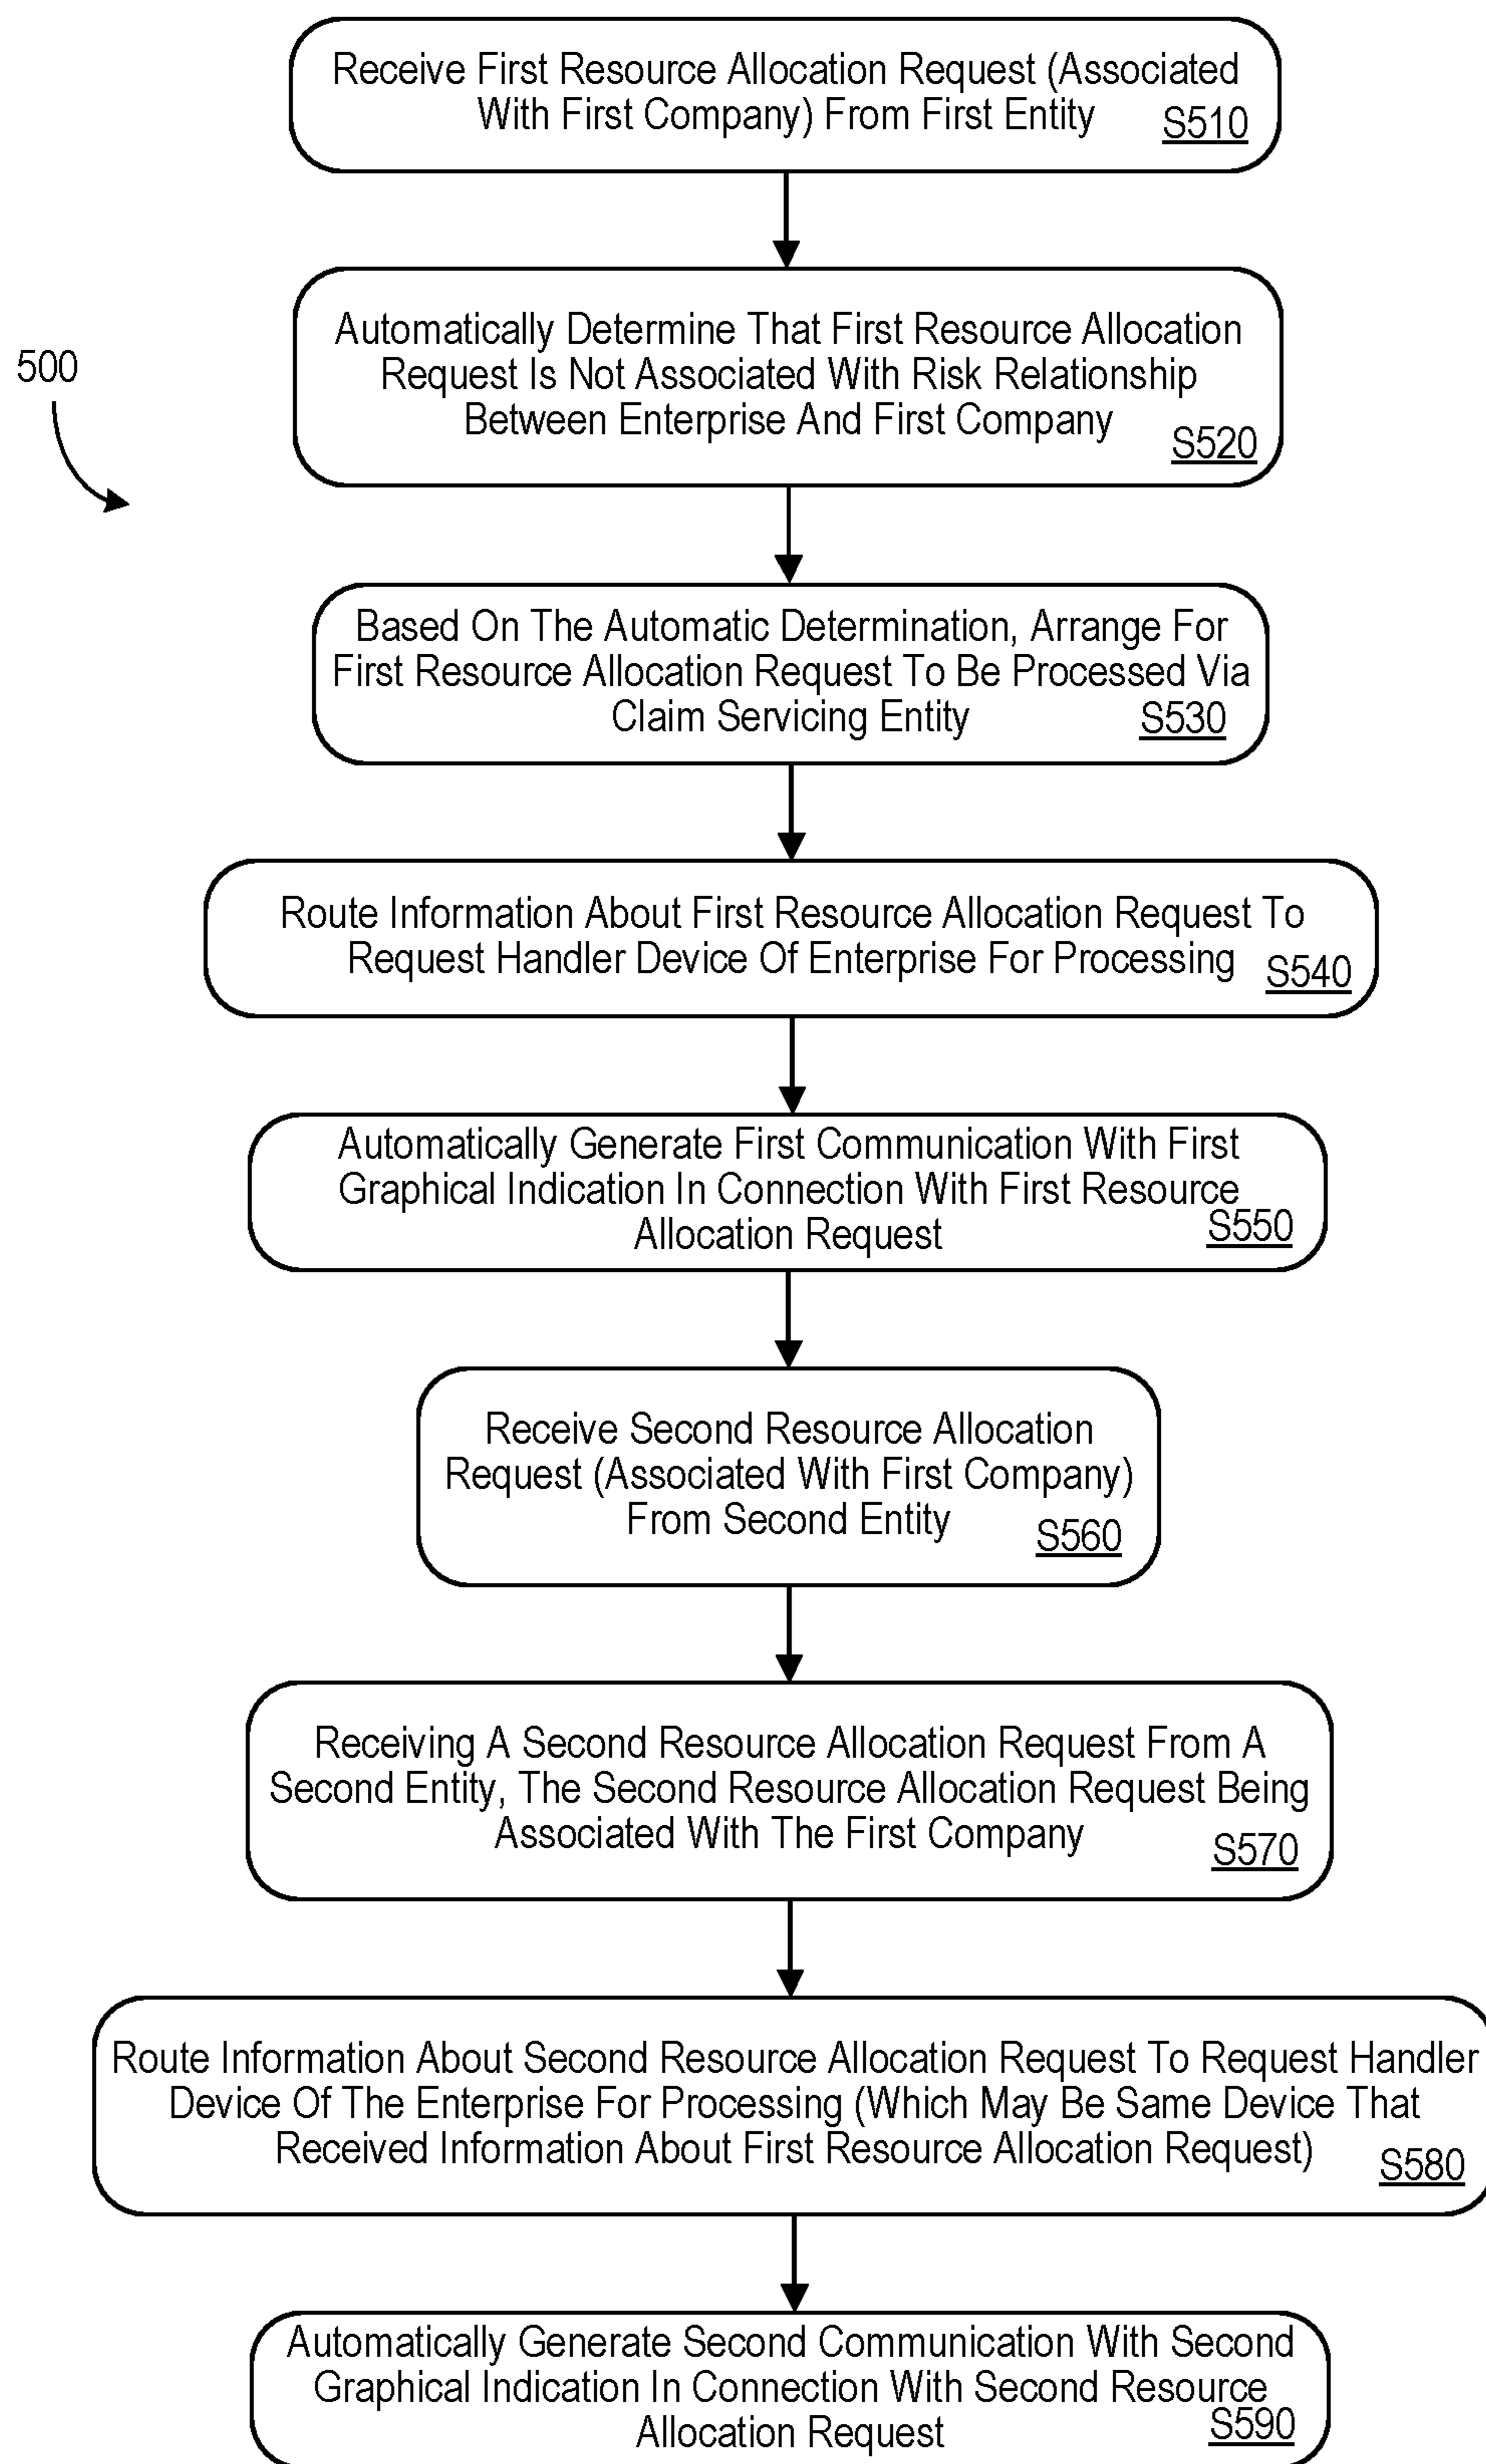 Receive First Resource Allocation Request (Associated
With First Company) From First Entity
S510
Automatically Determine That First Resource Allocation
Request Is Not Associated With Risk Relationship
Between Enterprise And First Company
S520
500
Based On The Automatic Determination, Arrange For
First Resource Allocation Request To Be Processed Via
Claim Servicing Entity
S530
Route Information About First Resource Allocation Request To
Request Handler Device Of Enterprise For Processing
S540
Automatically Generate First Communication With First
Graphical Indication In Connection With First Resource
Allocation Request
S550
Receive Second Resource Allocation
Request (Associated With First Company)
From Second Entity
S560
Receiving A Second Resource Allocation Request From A
Second Entity, The Second Resource Allocation Request Being
Associated With The First Company
S570
Route Information About Second Resource Allocation Request To Request Handler
Device Of The Enterprise For Processing (Which May Be Same Device That
Received Information About First Resource Allocation Request)
S580
Automatically Generate Second Communication With Second
Graphical Indication In Connection With Second Resource
Allocation Request
S590